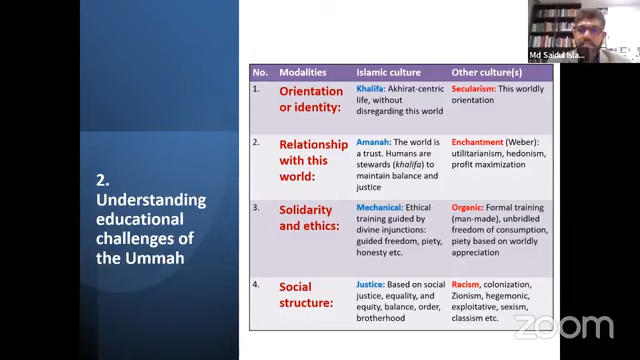 Md Saidul Isla...
2.
Understanding
educational
challenges of
the Ummah
No. Modalities Islamic culture Other culture(s)
1. Orientation
or identity:
Khalifa: Akhirat-centric
life, without
disregarding this world
Secularism: This worldly
orientation
2. Relationship
with this
world:
Amanah: The world is
a trust. Humans are
stewards (khalifa) to
maintain balance and
justice
Enchantment (Weber):
utilitarianism, hedonism,
profit maximization
3. Solidarity
and ethics:
Mechanical: Ethical
training guided by
divine injunctions:
guided freedom, piety,
honesty etc.
Organic: Formal training
(man-made), unbridled
freedom of consumption,
piety based on worldly
appreciation
4. Social
structure:
Justice: Based on social
justice, equality, and
equity, balance, order,
brotherhood
Racism, colonization,
Zionism, hegemonic,
exploitative, sexism,
classism etc.
zoom